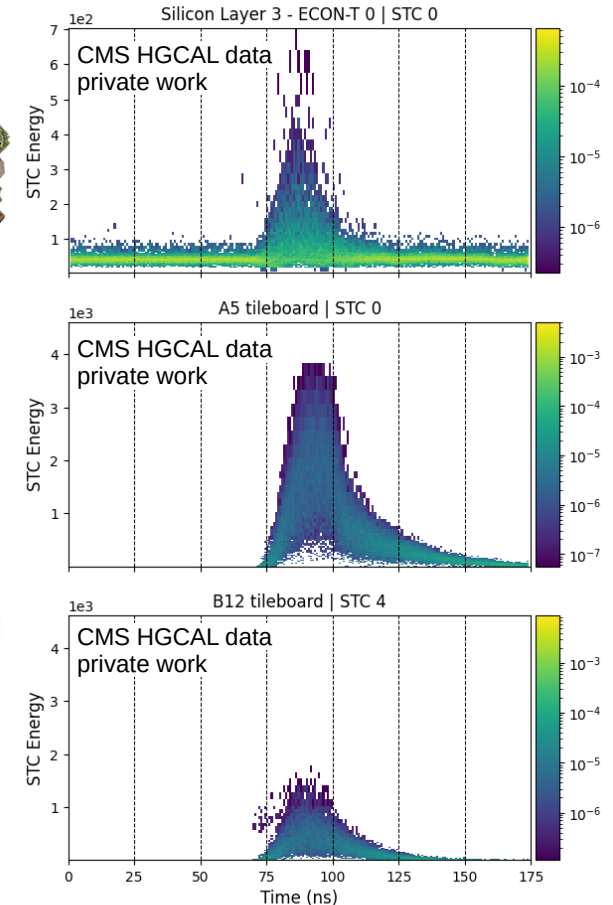 Silicon Layer 3 - ECON-T 0 | STC 0
1e2
CMS HGCAL data
private work
7
6
5
4
3
2
1
STC Energy
10⁻⁴
10⁻⁵
10⁻⁶
A5 tileboard | STC 0
1e3
CMS HGCAL data
private work
4
3
2
1
STC Energy
10⁻³
10⁻⁴
10⁻⁵
10⁻⁶
10⁻⁷
B12 tileboard | STC 4
1e3
CMS HGCAL data
private work
4
3
2
1
STC Energy
10⁻³
10⁻⁴
10⁻⁵
10⁻⁶
0 25 50 75 100 125 150 175
Time (ns)